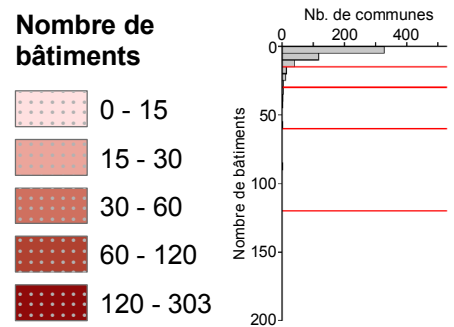 Nombre de
bâtiments
0 - 15
15 - 30
30 - 60
60 - 120
120 - 303
Nb. de communes
0 200 400
Nombre de bâtiments
0
50
100
150
200